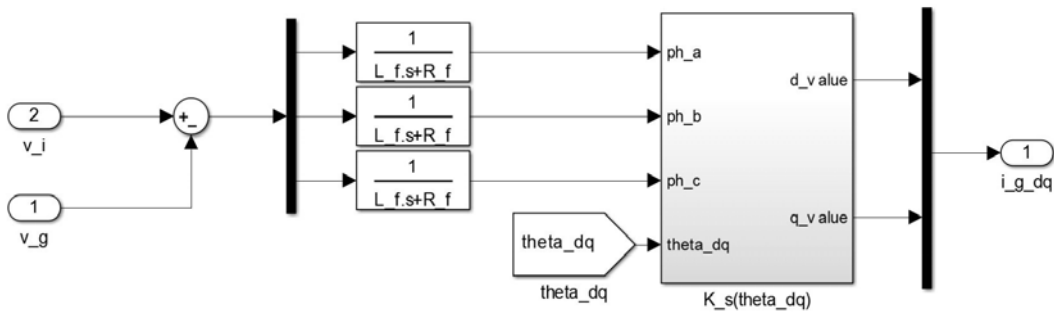 2
v_i
1
v_g
+
-
1
L_f.s+R_f
1
L_f.s+R_f
1
L_f.s+R_f
ph_a
ph_b
ph_c
theta_dq
d_v alue
q_v alue
K_s(theta_dq)
theta_dq
theta_dq
1
i_g_dq